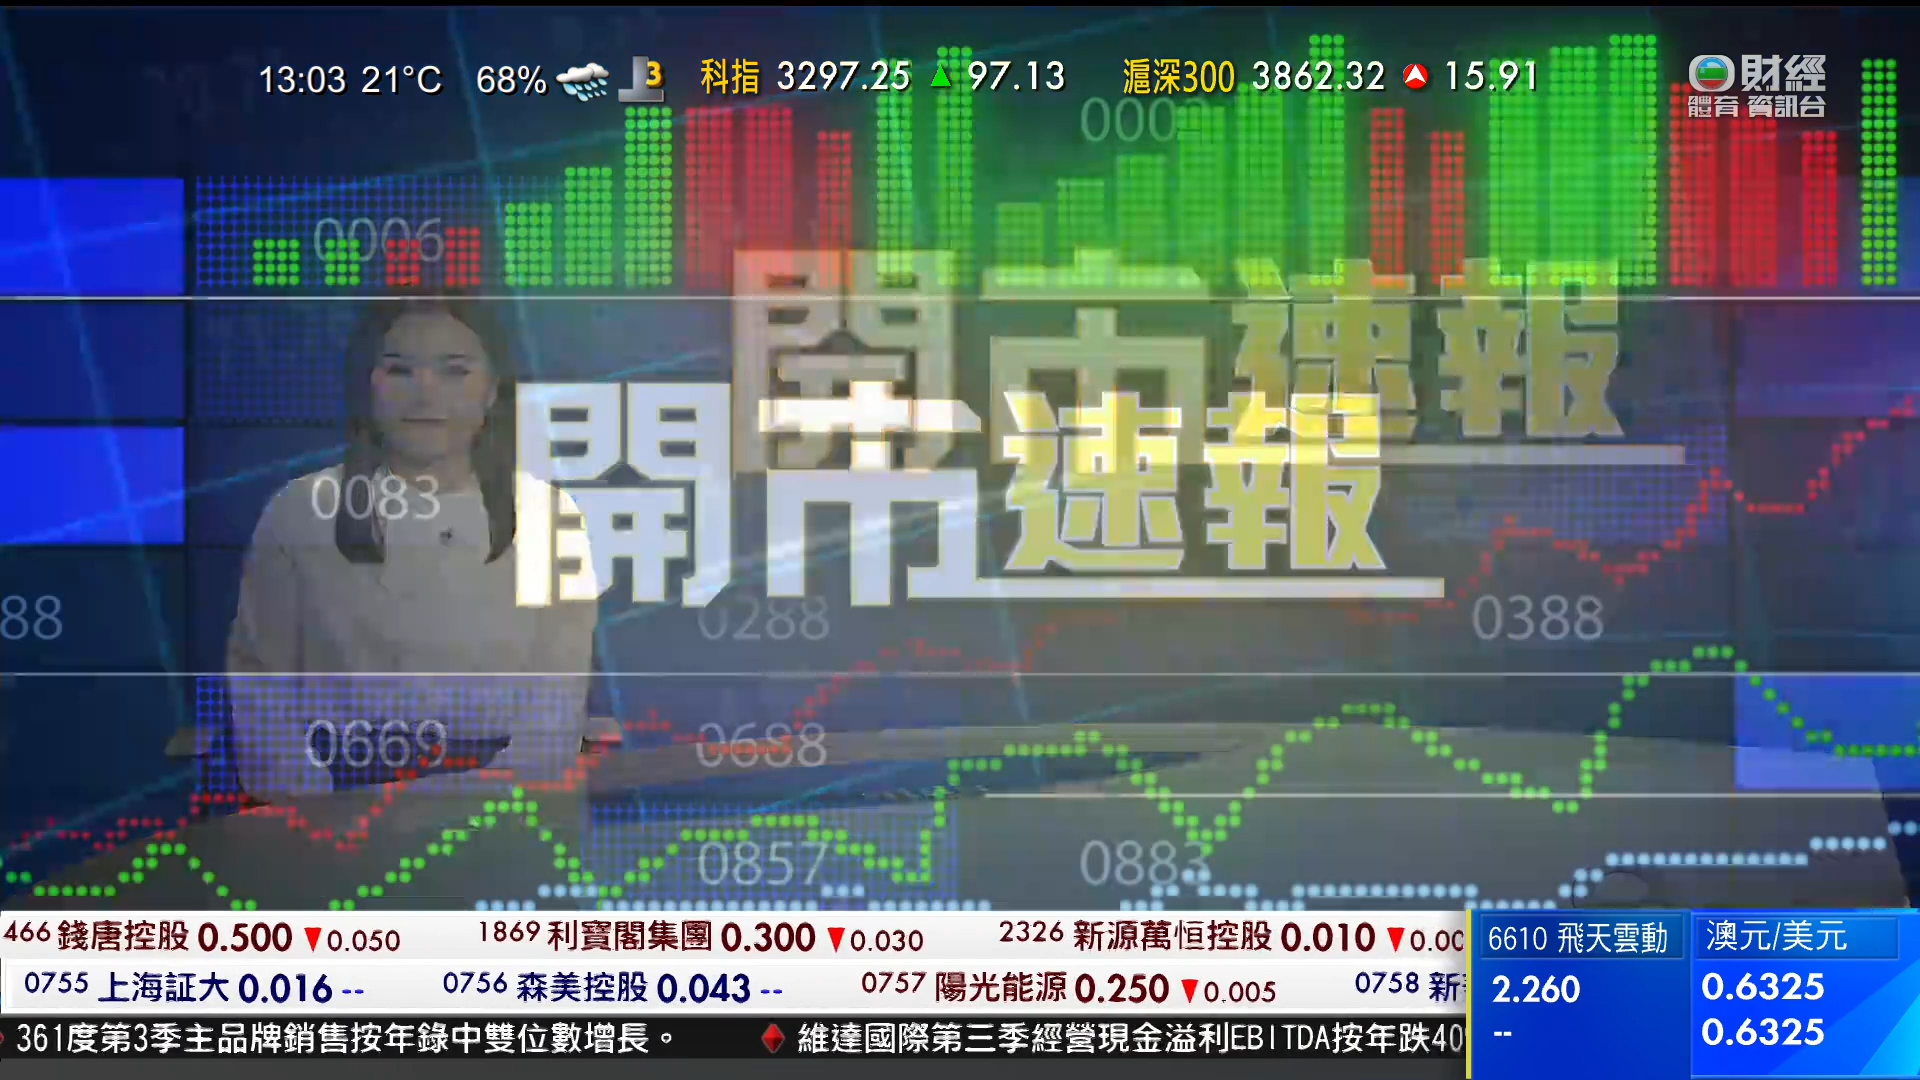 13:03 21°C 68% 3 科指 3297.25 ▲ 97.13 滬深300 3862.32 15.91
財經
體育 資訊台
0006
開市速報
開市速報
0083
88
0288
0388
0669
0688
0857
0883
466 錢唐控股 0.500 ▼0.050 1869 利寶閣集團 0.300 ▼0.030 2326 新源萬恒控股 0.010 ▼0.00
0755 上海証大 0.016 -- 0756 森美控股 0.043 -- 0757 陽光能源 0.250 ▼0.005 0758
361度第3季主品牌銷售按年錄中雙位數增長。 維達國際第三季經營現金溢利EBITDA按年跌40
6610 飛天雲動
2.260
--
澳元/美元
0.6325
0.6325